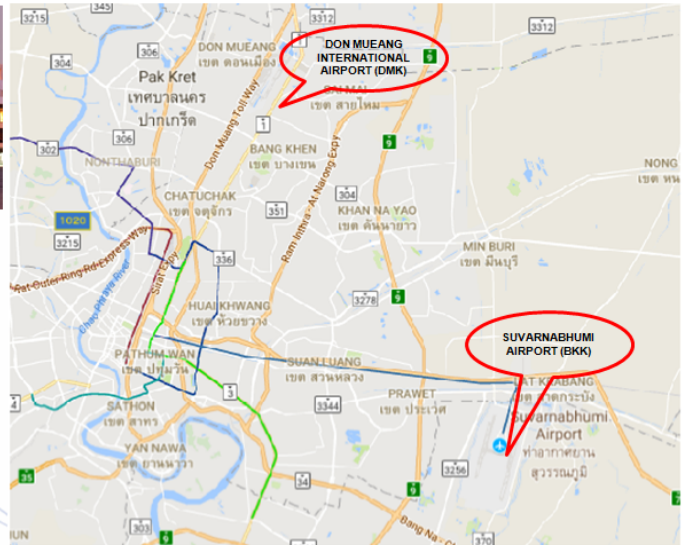 3215
345
3312
3312
306
304
DON MUEANG
เขต ดอนเมือง
DON MUEANG
INTERNATIONAL
AIRPORT (DMK)
9
Pak Kret
เทศบาลนคร
ปากเกร็ด
SAI MAI
เขต สายไหม
Don Muang Toll Way
1
306
302
BANG KHEN
เขต บางเขน
9
NONTHABURI
NONG
เขต หน
CHATUCHAK
เขต จตุจักร
304
351
Ram Inthra - At Narong Expy
KHAN NA YAO
เขต คันนายาว
1020
3215
MIN BURI
เขต มีนบุรี
336
Rat Outer Ring Rd Express Way
Sirat Expy
Chao Phraya River
3278
9
HUAI KHWANG
เขต ห้วยขวาง
SUVARNABHUMI
AIRPORT (BKK)
PATHUM WAN
เขต ปทุมวัน
SUAN LUANG
เขต สวนหลวง
LAT KRABANG
เขต ลาดกระบัง
3
PRAWET
เขต ประเวศ
4
3344
SATHON
เขต สาทร
Suvarnabhumi
Airport
ท่าอากาศยาน
สุวรรณภูมิ
YAN NAWA
เขต ยานนาวา
3256
35
34
9
7
303
9
Bang Na - C
370
IUN